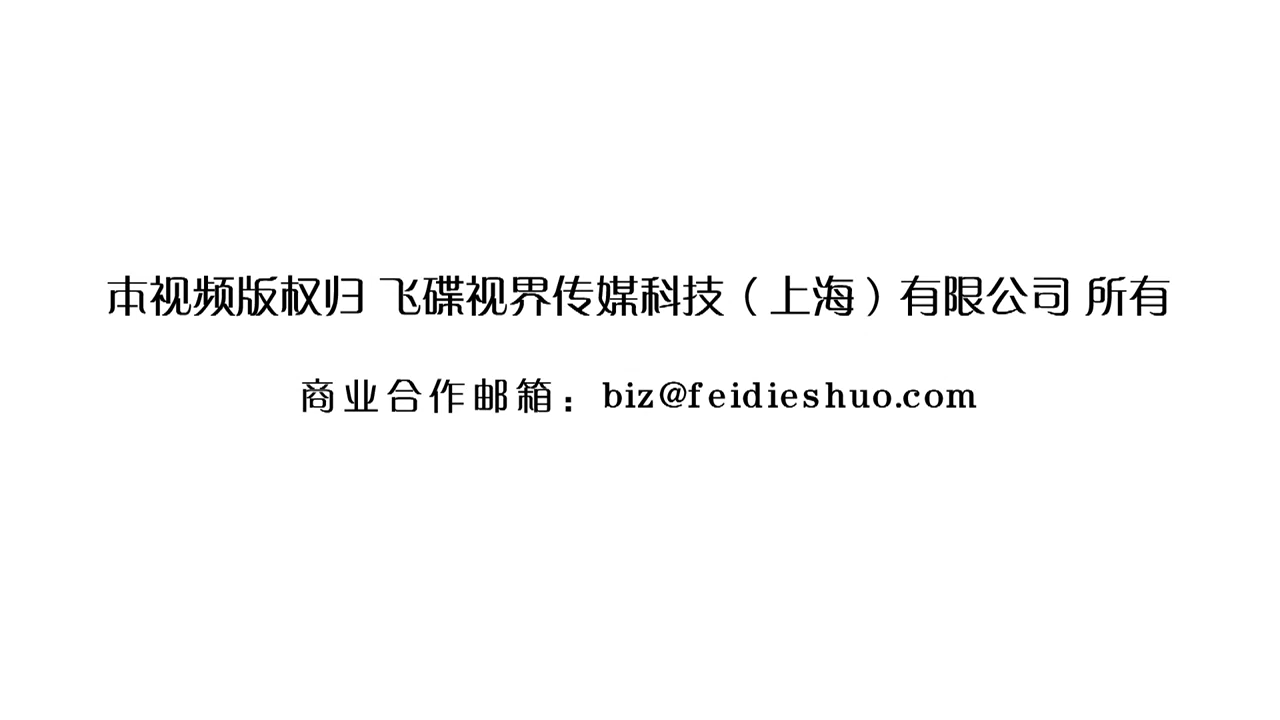 本视频版权归 飞碟视界传媒科技（上海）有限公司 所有
商业合作邮箱：biz@feidieshuo.com